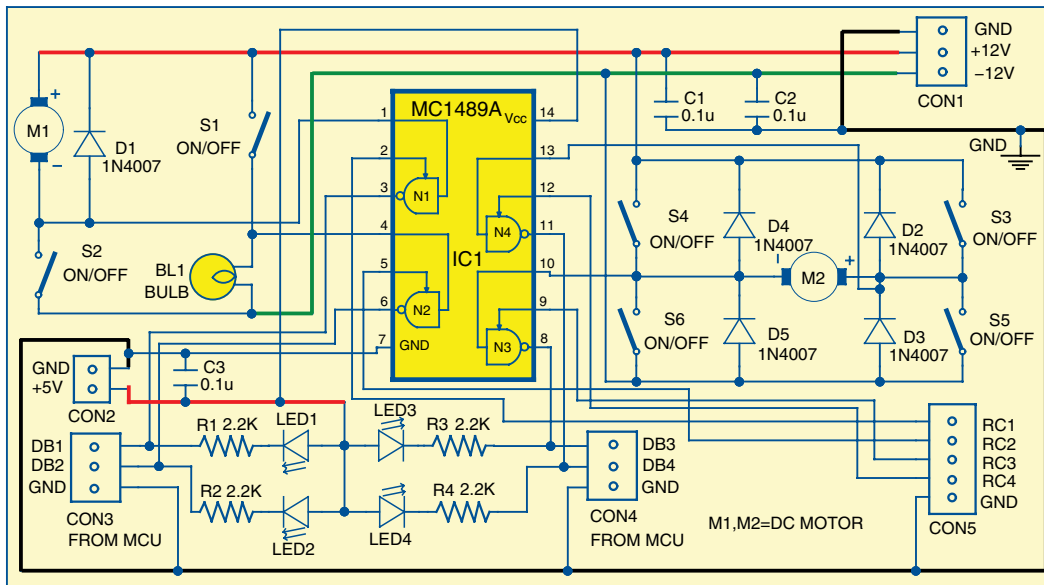 GND
+12V
−12V
CON1
MC1489A
Vcc
1
2
3
4
5
6
7
GND
14
13
12
11
10
9
8
N1
N2
N3
N4
IC1
+
M1
−
D1
1N4007
S1
ON/OFF
S2
ON/OFF
BL1
BULB
C1
0.1u
C2
0.1u
GND
S4
ON/OFF
D4
1N4007
D2
1N4007
S3
ON/OFF
−
M2
+
S6
ON/OFF
D5
1N4007
D3
1N4007
S5
ON/OFF
GND
+5V
CON2
C3
0.1u
DB1
DB2
GND
CON3
FROM MCU
R1 2.2K
LED1
LED3
R3 2.2K
R2 2.2K
LED2
LED4
R4 2.2K
DB3
DB4
GND
CON4
FROM MCU
RC1
RC2
RC3
RC4
GND
CON5
M1,M2=DC MOTOR